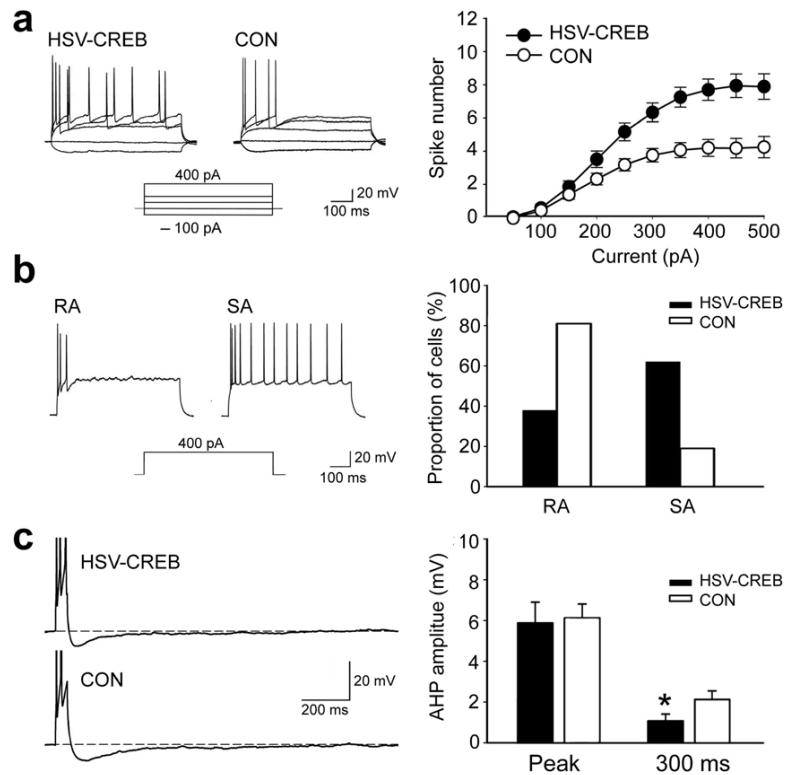 a
HSV-CREB CON
400 pA
– 100 pA
20 mV
100 ms
Spike number
12
10
8
6
4
2
0
HSV-CREB
CON
100 200 300 400 500
Current (pA)
b
RA SA
400 pA
20 mV
100 ms
Proportion of cells (%)
100
80
60
40
20
0
HSV-CREB
CON
RA SA
c
HSV-CREB
CON
20 mV
200 ms
AHP amplitue (mV)
10
8
6
4
2
0
HSV-CREB
CON
*
Peak 300 ms